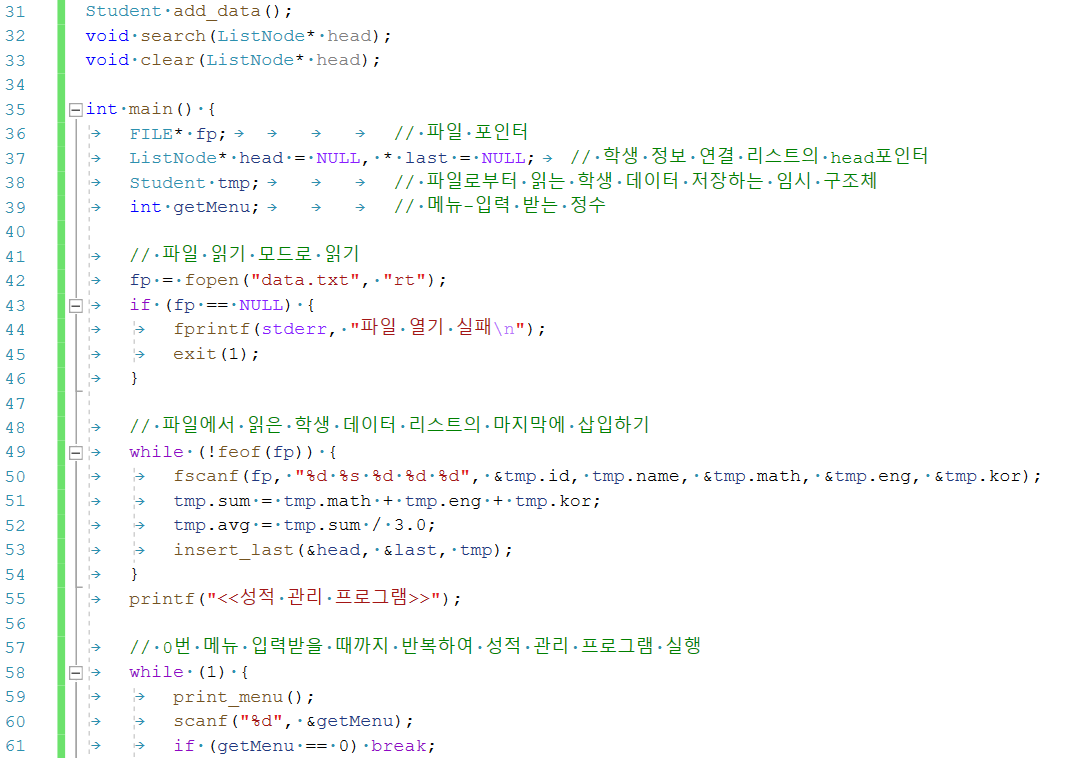 31 Student add_data();
32 void search(ListNode* head);
33 void clear(ListNode* head);
34
35 int main() {
36 FILE* fp; // 파일 포인터
37 ListNode* head = NULL, * last = NULL; // 학생 정보 연결 리스트의 head포인터
38 Student tmp; // 파일로부터 읽는 학생 데이터 저장하는 임시 구조체
39 int getMenu; // 메뉴-입력 받는 정수
40
41 // 파일 읽기 모드로 읽기
42 fp = fopen("data.txt", "rt");
43 if (fp == NULL) {
44 fprintf(stderr, "파일 열기 실패\n");
45 exit(1);
46 }
47
48 // 파일에서 읽은 학생 데이터 리스트의 마지막에 삽입하기
49 while (!feof(fp)) {
50 fscanf(fp, "%d %s %d %d %d", &tmp.id, tmp.name, &tmp.math, &tmp.eng, &tmp.kor);
51 tmp.sum = tmp.math + tmp.eng + tmp.kor;
52 tmp.avg = tmp.sum / 3.0;
53 insert_last(&head, &last, tmp);
54 }
55 printf("<<성적 관리 프로그램>>");
56
57 // 0번 메뉴 입력받을 때까지 반복하여 성적 관리 프로그램 실행
58 while (1) {
59 print_menu();
60 scanf("%d", &getMenu);
61 if (getMenu == 0) break;